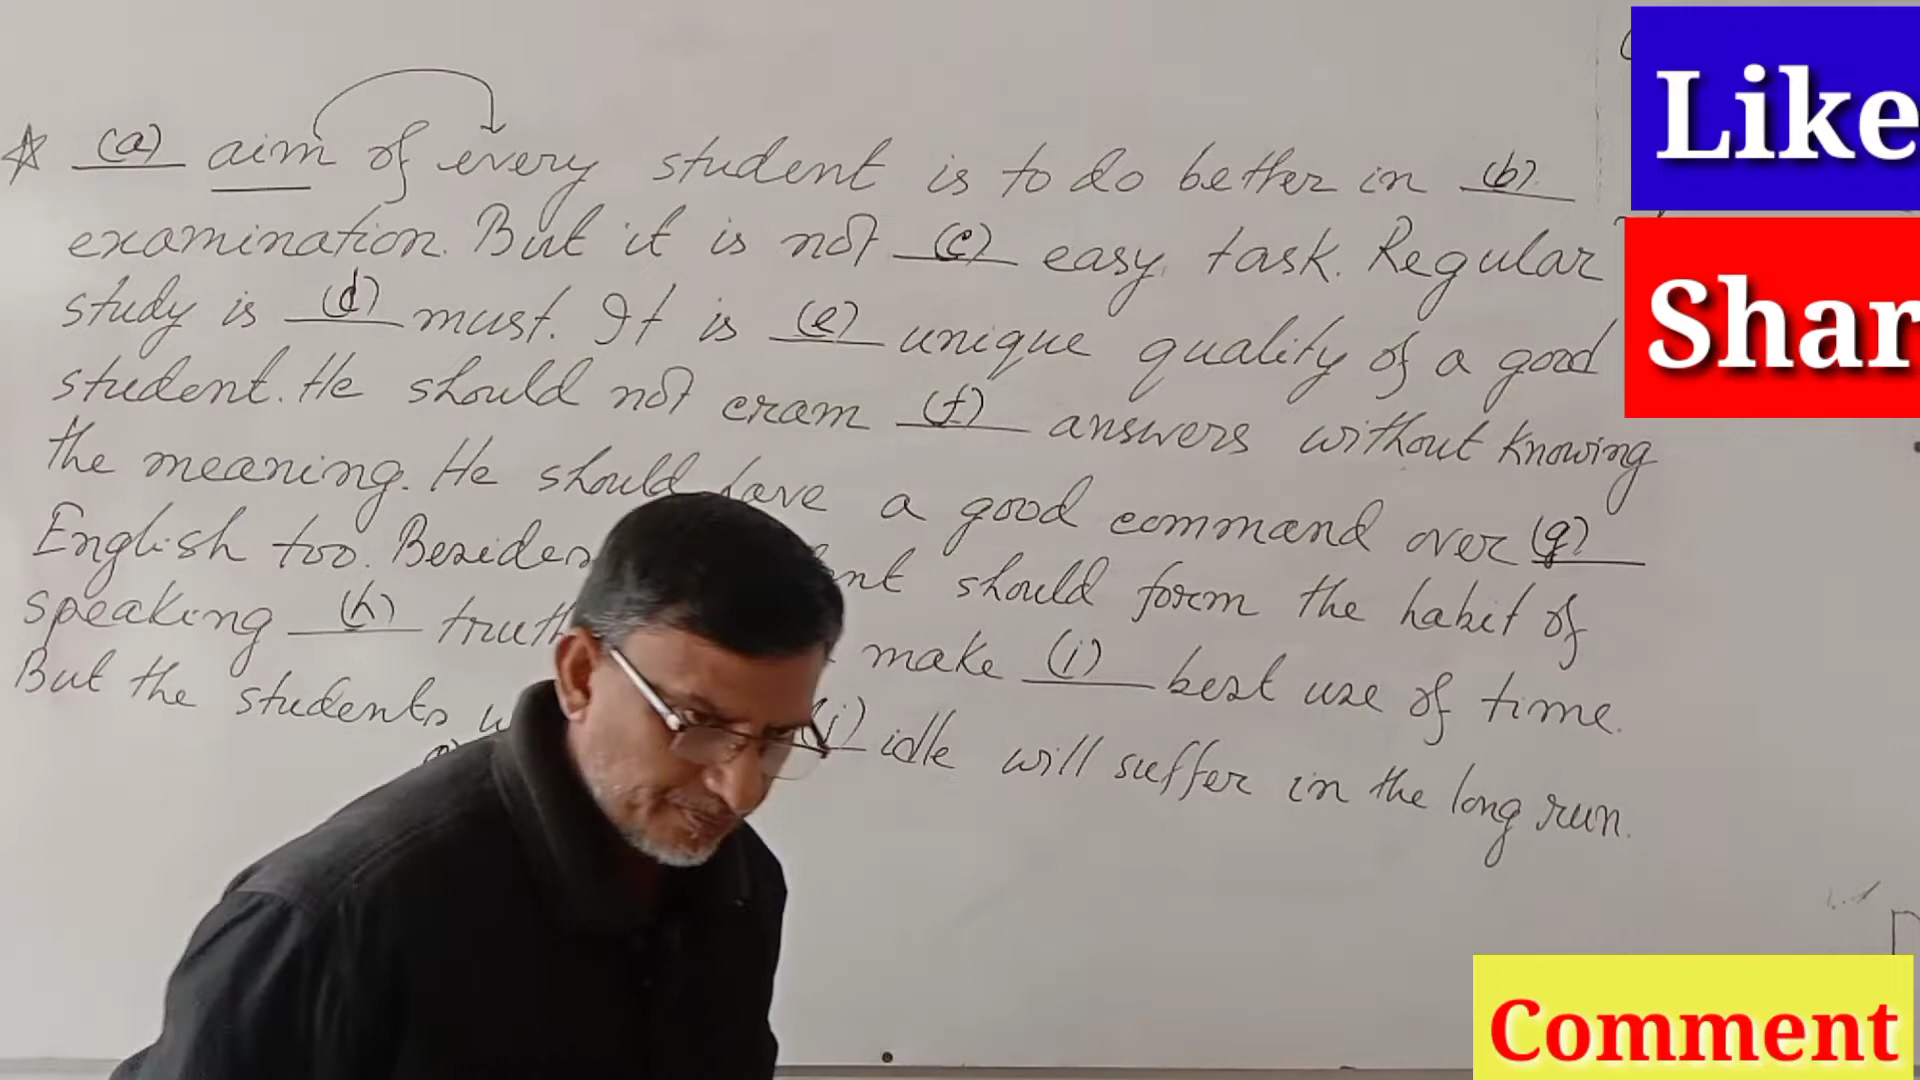 (a) aim of every student is to do better in (b)
examination. But it is not (c) easy task. Regular
study is (d) must. It is (e) unique quality of a good
student. He should not cram (f) answers without knowing
the meaning. He should have a good command over (g)
English too. Besides should form the habit of
speaking (h) truth make (i) best use of time.
But the students (j) idle will suffer in the long run.
Like
Shar
Comment